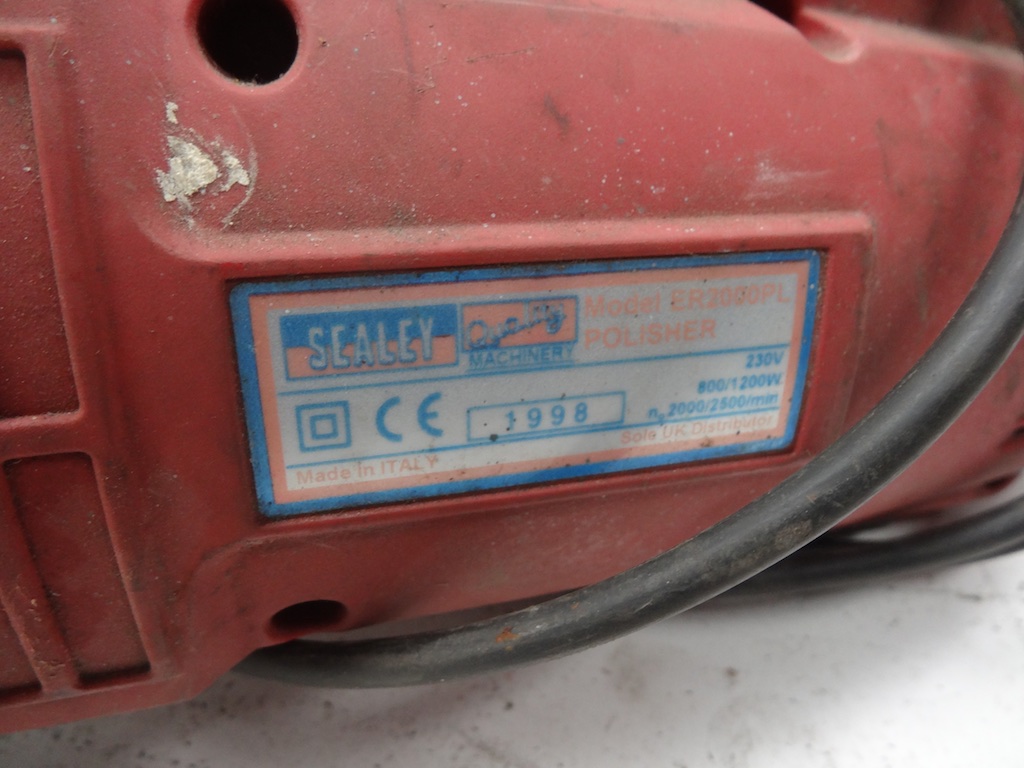 SEALEY
MACHINERY
Model ER2000PL
POLISHER
230V
800/1200W
n₀ 2000/2500/min
CE
1998
Sole UK Distributor
Made in ITALY